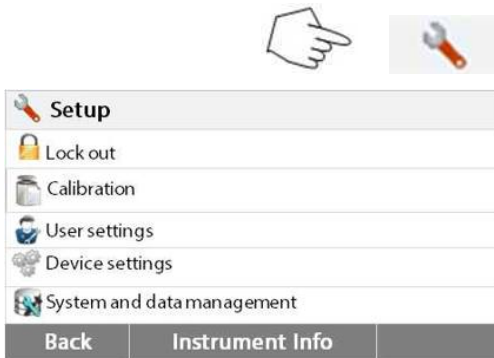 Setup
Lock out
Calibration
User settings
Device settings
System and data management
Back Instrument Info